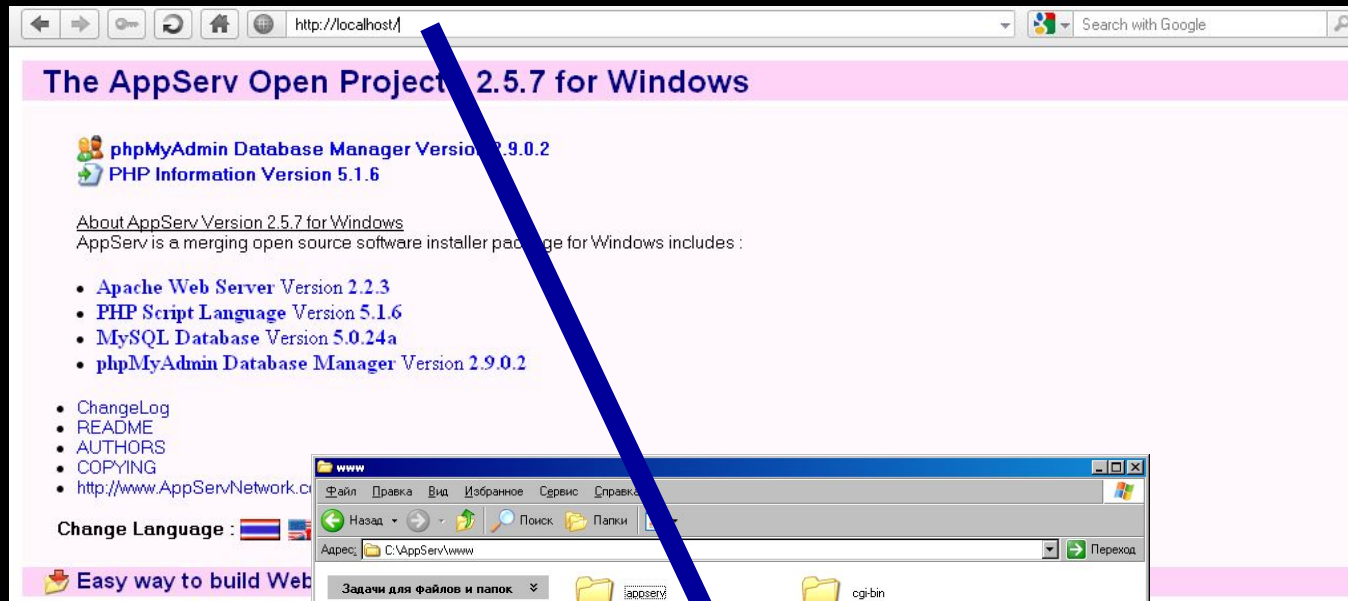 http://localhost/
Search with Google
The AppServ Open Project 2.5.7 for Windows
phpMyAdmin Database Manager Version 2.9.0.2
PHP Information Version 5.1.6
About AppServ Version 2.5.7 for Windows
AppServ is a merging open source software installer package for Windows includes :
Apache Web Server Version 2.2.3
PHP Script Language Version 5.1.6
MySQL Database Version 5.0.24a
phpMyAdmin Database Manager Version 2.9.0.2
ChangeLog
README
AUTHORS
COPYING
http://www.AppServNetwork.c
Change Language :
Easy way to build Web
www
Файл Правка Вид Избранное Сервис Справка
Назад Поиск Папки
Адрес: C:\AppServ\www Переход
Задачи для файлов и папок
appserv cgi-bin